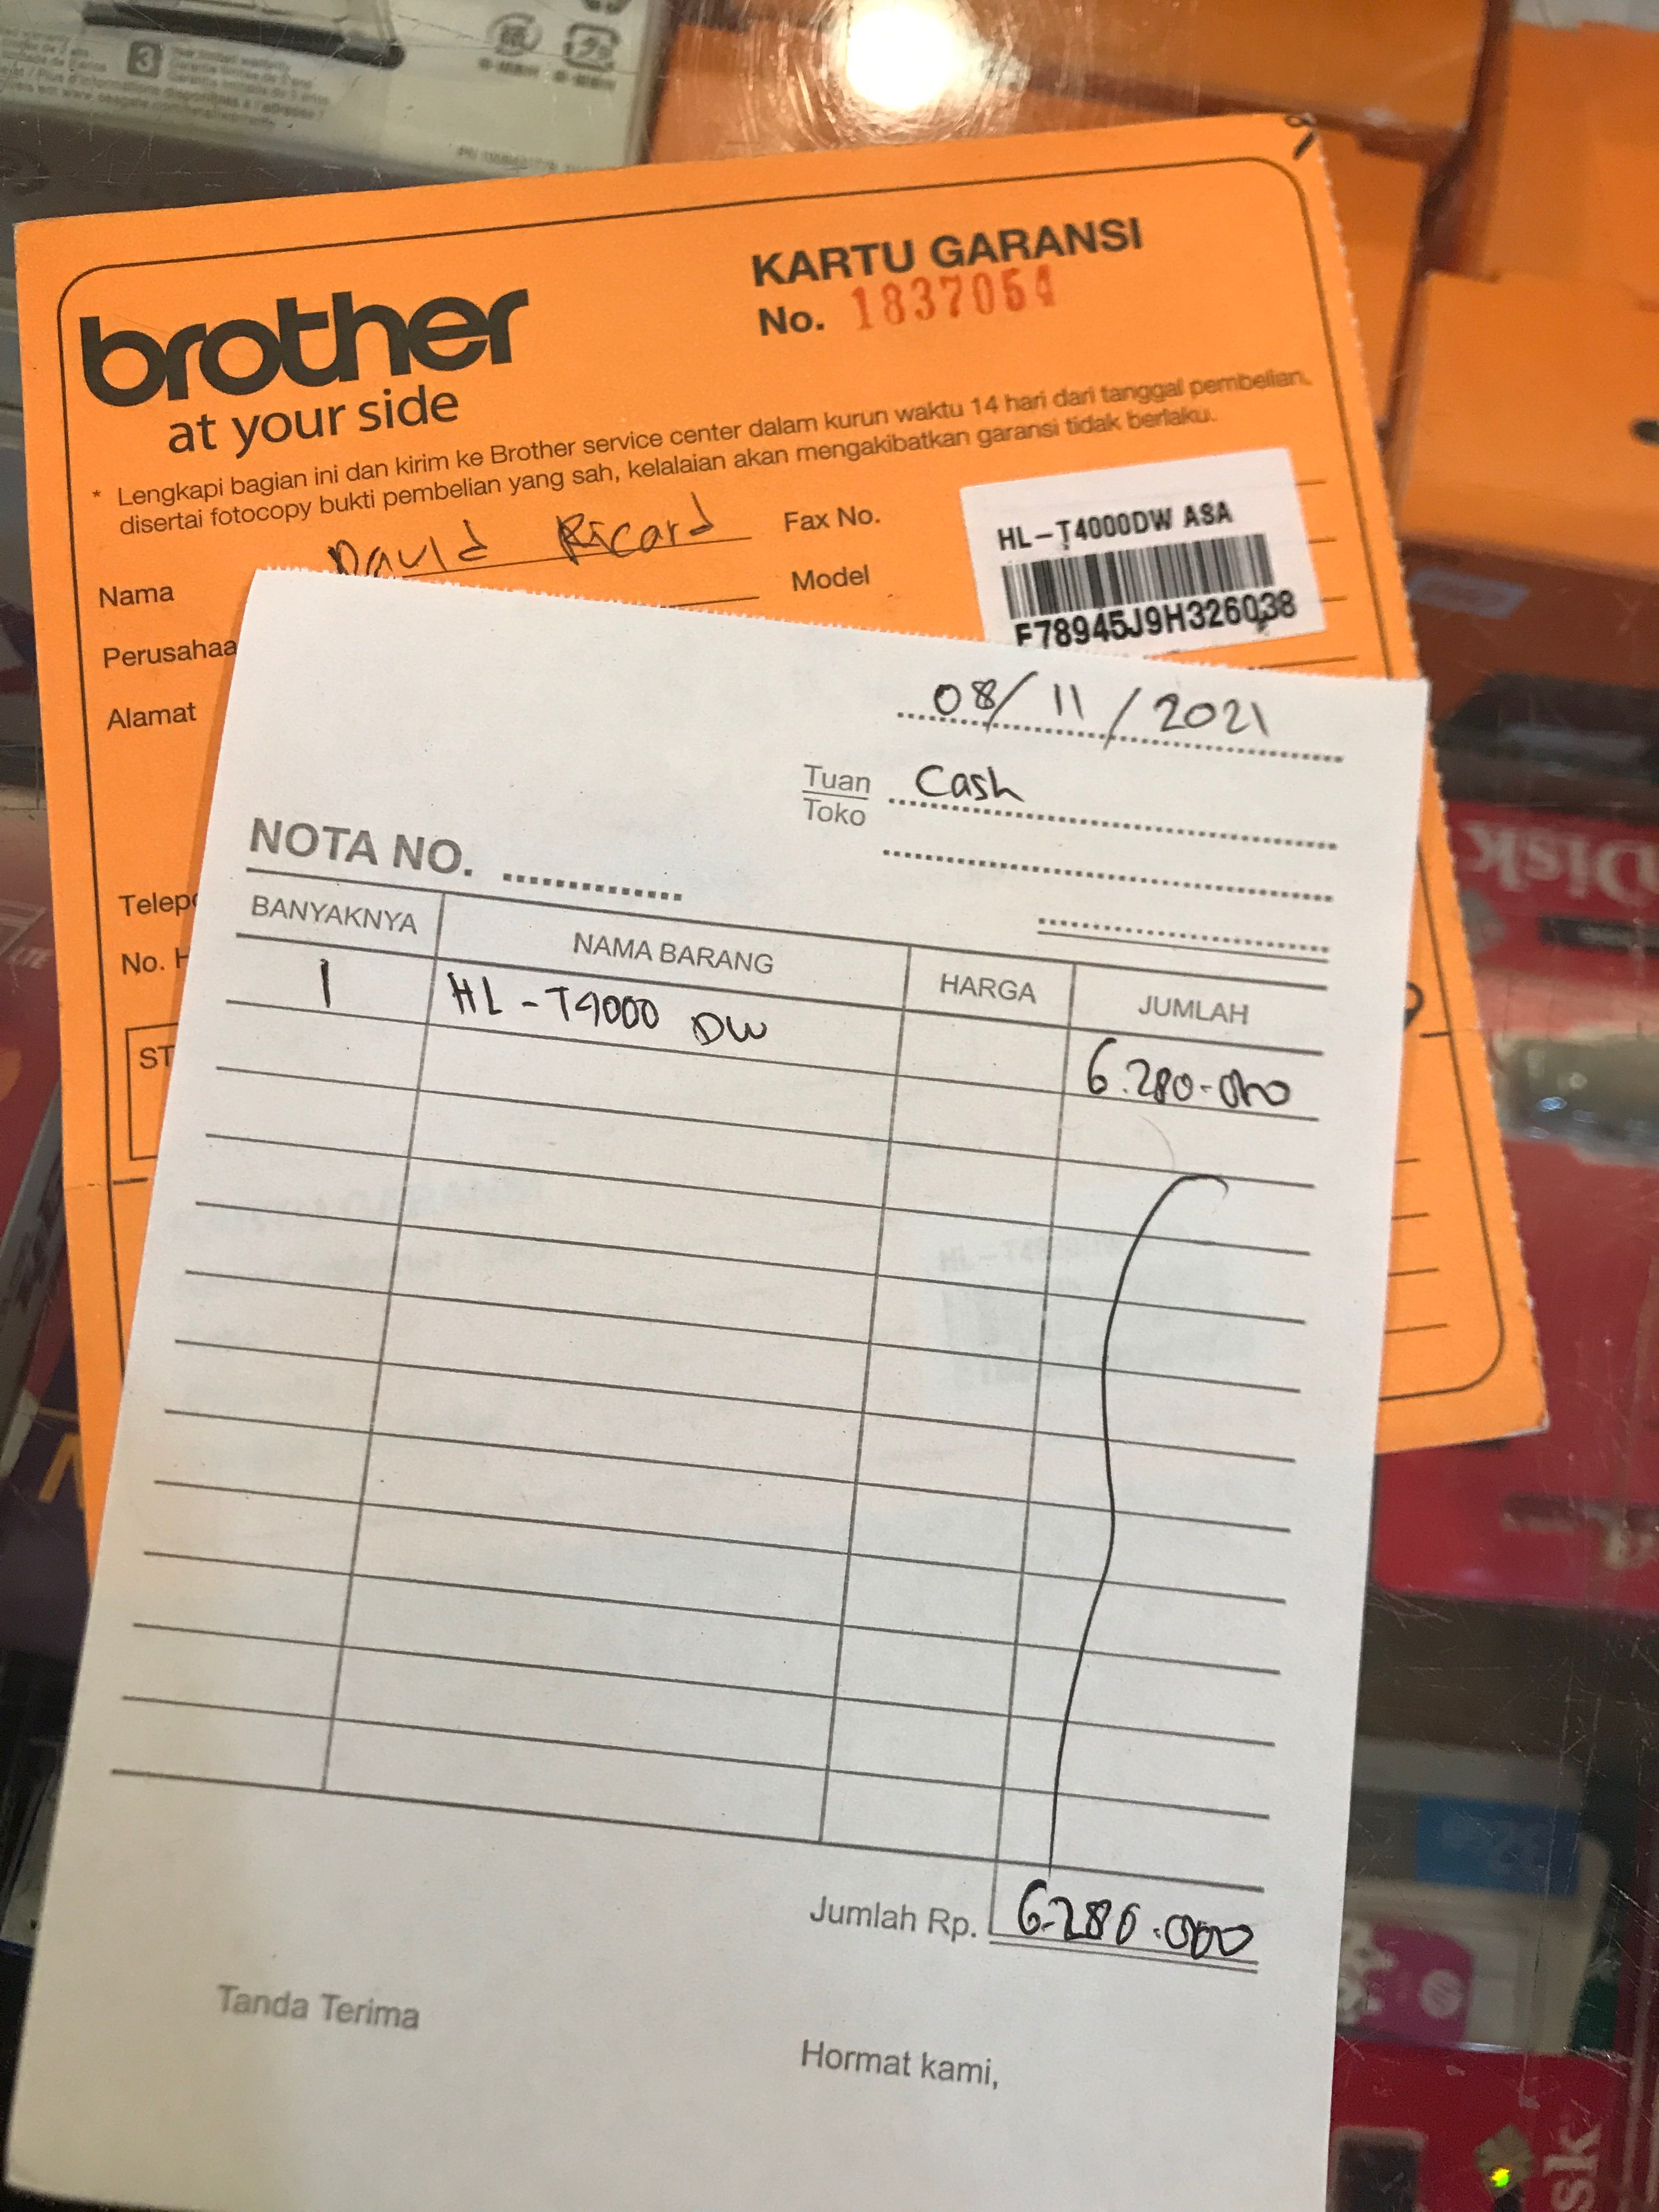 3
KARTU GARANSI
No. 1837054
brother
at your side
* Lengkapi bagian ini dan kirim ke Brother service center dalam kurun waktu 14 hari dari tanggal pembelian,
disertai fotocopy bukti pembelian yang sah, kelalaian akan mengakibatkan garansi tidak berlaku.
Nama David Ricard
Fax No.
Model
HL-T4000DW ASA
E78945J9H326038
Perusahaa
Alamat
Telepo
No. H
ST
08/11/2021
Tuan Cash
Toko
NOTA NO.
BANYAKNYA NAMA BARANG HARGA JUMLAH
1 HL-T4000 DW 6.280.000
Jumlah Rp. 6.280.000
Tanda Terima
Hormat kami,